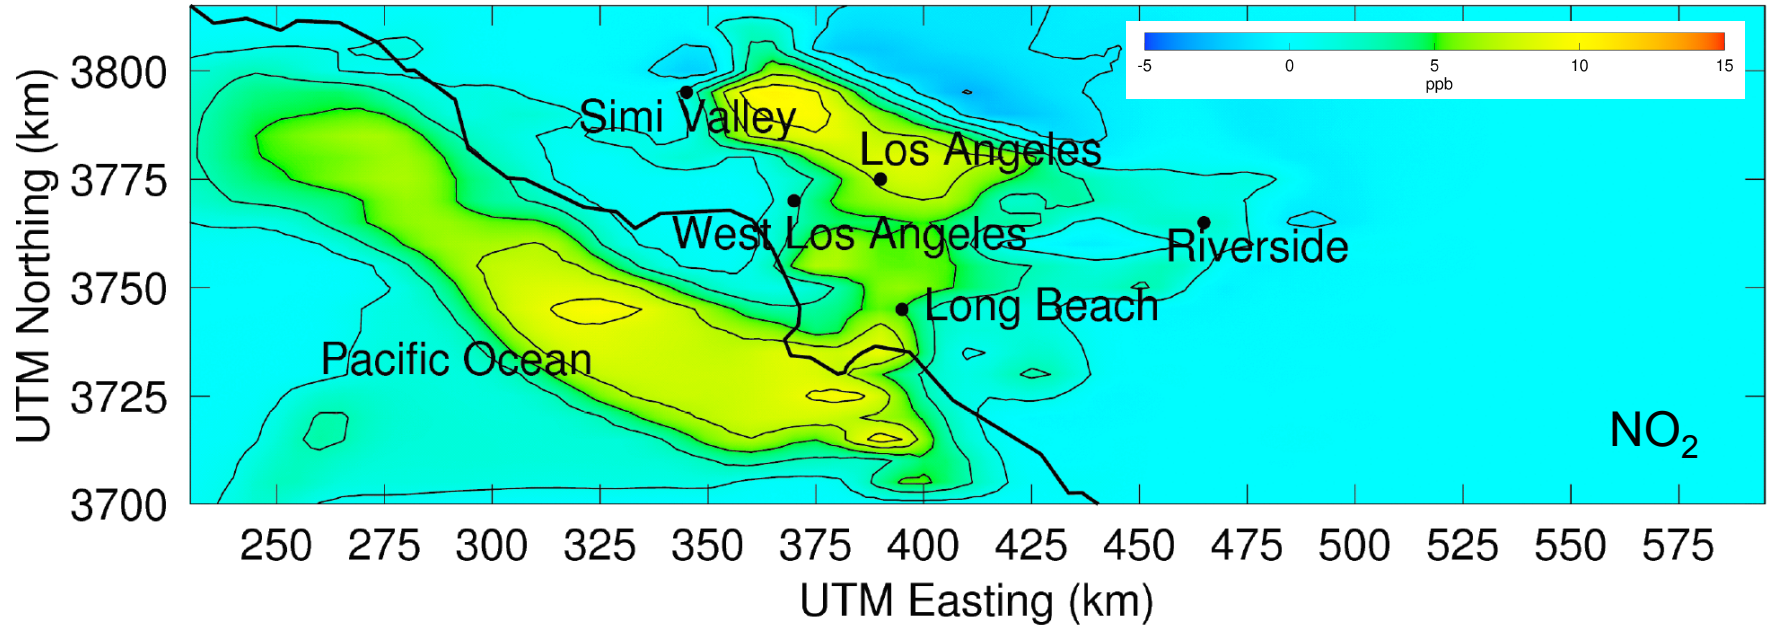 -5 0 5 10 15
ppb
3800
3775
3750
3725
3700
UTM Northing (km)
Simi Valley
Los Angeles
West Los Angeles
Riverside
Long Beach
Pacific Ocean
NO₂
250 275 300 325 350 375 400 425 450 475 500 525 550 575
UTM Easting (km)